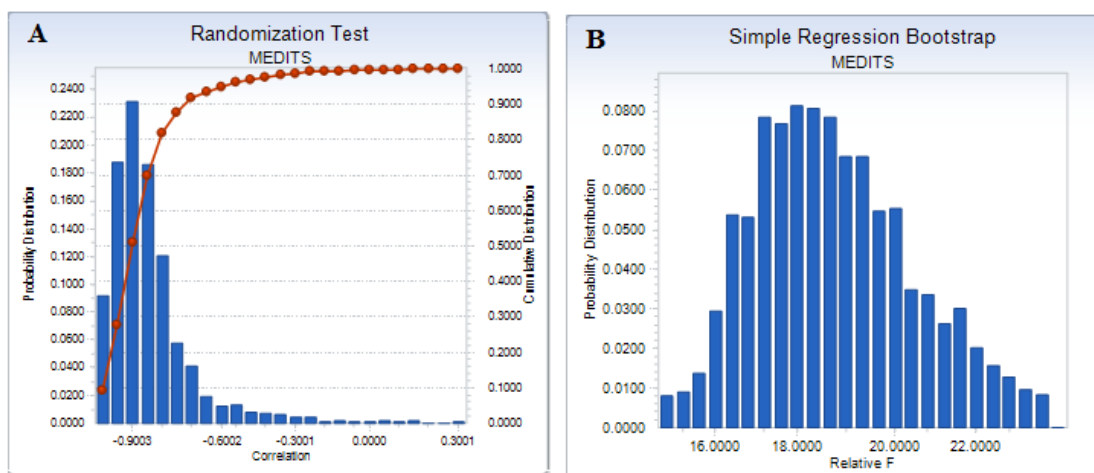 A
Randomization Test
MEDITS
0.2400
0.2200
0.2000
0.1800
0.1600
0.1400
0.1200
0.1000
0.0800
0.0600
0.0400
0.0200
0.0000
Probability Distribution
1.0000
0.9000
0.8000
0.7000
0.6000
0.5000
0.4000
0.3000
0.2000
0.1000
0.0000
Cumulative Distribution
-0.9003 -0.6002 -0.3001 0.0000 0.3001
Correlation
B
Simple Regression Bootstrap
MEDITS
0.0800
0.0700
0.0600
0.0500
0.0400
0.0300
0.0200
0.0100
0.0000
Probability Distribution
16.0000 18.0000 20.0000 22.0000
Relative F